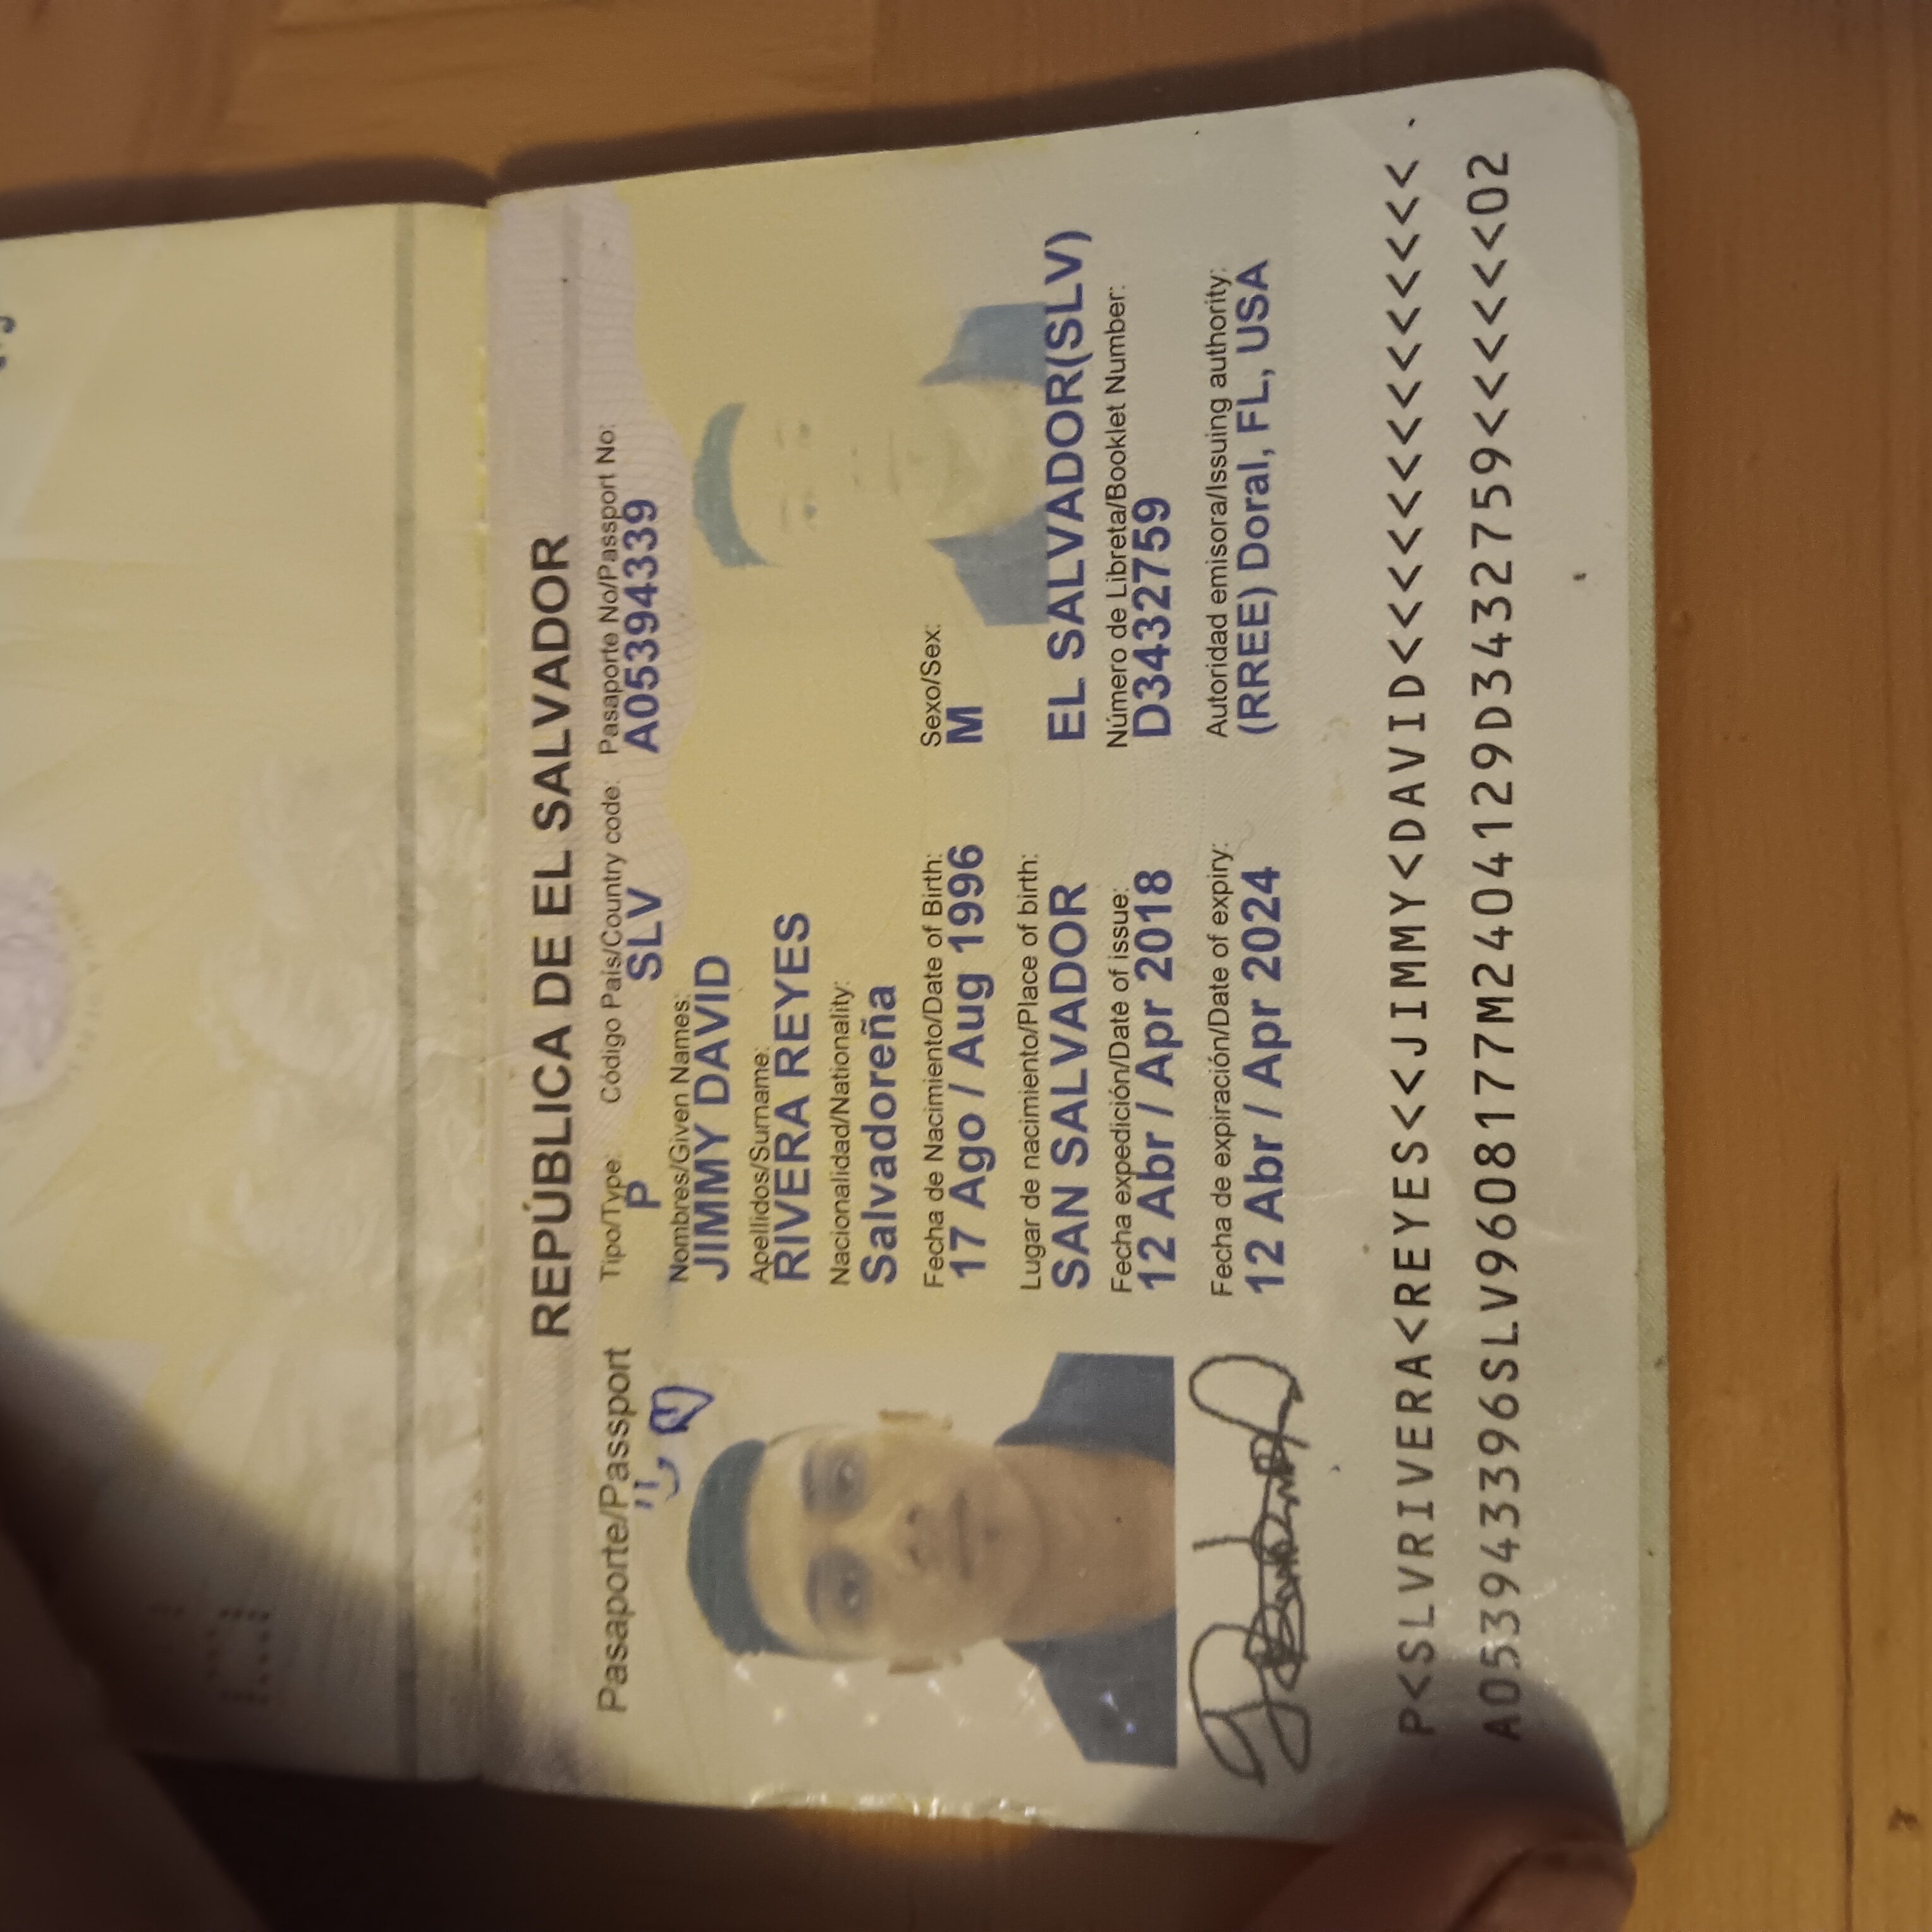 REPÚBLICA DE EL SALVADOR
Pasaporte/Passport
Tipo/Type: Código País/Country code: Pasaporte No/Passport No:
P SLV A05394339
Nombres/Given Names:
JIMMY DAVID
Apellidos/Surname:
RIVERA REYES
Nacionalidad/Nationality:
Salvadoreña
Fecha de Nacimiento/Date of Birth: Sexo/Sex:
17 Ago / Aug 1996 M
Lugar de nacimiento/Place of birth:
SAN SALVADOR EL SALVADOR(SLV)
Fecha expedición/Date of issue: Número de Libreta/Booklet Number:
12 Abr / Apr 2018 D3432759
Fecha de expiración/Date of expiry: Autoridad emisora/Issuing authority:
12 Abr / Apr 2024 (RREE) Doral, FL, USA
P<SLVRIVERA<REYES<<JIMMY<DAVID<<<<<<<<<<<<<<
A053943396SLV9608177M2404129D3432759<<<<<<02